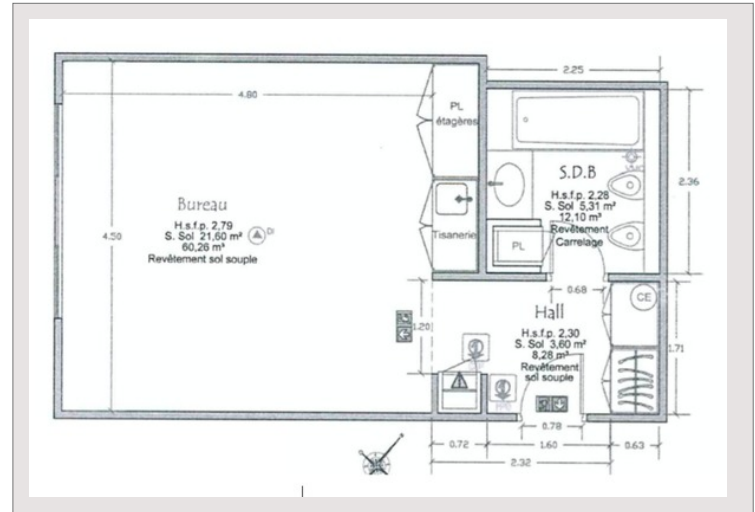 2.25
4.80
PL
étagères
S.D.B
H.s.f.p. 2,28
S. Sol 5,31 m²
12,10 m³
Revêtement
Carrelage
2.36
Bureau
H.s.f.p. 2,79
S. Sol 21,60 m²
60,26 m³
Revêtement sol souple
DI
4.50
Tisanerie
PL
0.68
CE
Hall
H.s.f.p. 2,30
S. Sol 3,60 m²
8,28 m³
Revêtement
sol souple
1.20
1.71
0.78
0.72
1.60
0.63
2.32